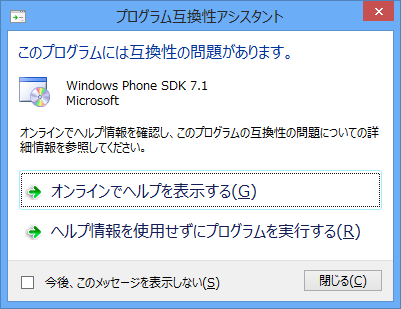 プログラム互換性アシスタント
このプログラムには互換性の問題があります。
Windows Phone SDK 7.1
Microsoft
オンラインでヘルプ情報を確認し、このプログラムの互換性の問題についての詳
細情報を参照してください。
オンラインでヘルプを表示する(G)
ヘルプ情報を使用せずにプログラムを実行する(R)
今後、このメッセージを表示しない(S)
閉じる(C)